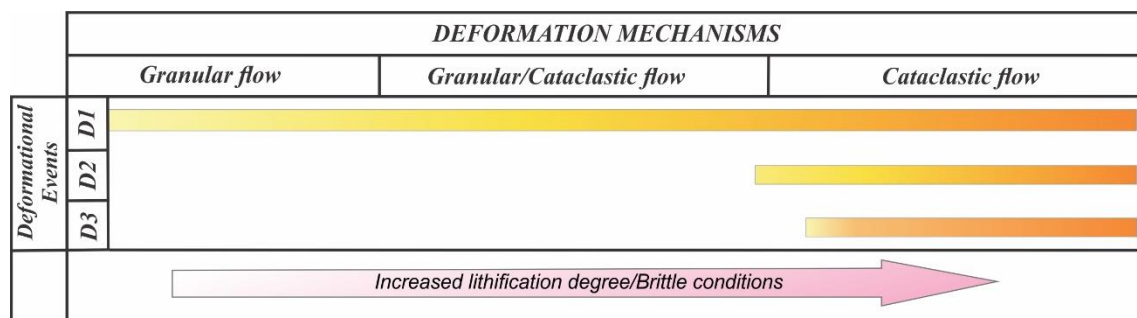 DEFORMATION MECHANISMS
Granular flow
Granular/Cataclastic flow
Cataclastic flow
Deformational
Events
D1
D2
D3
Increased lithification degree/Brittle conditions